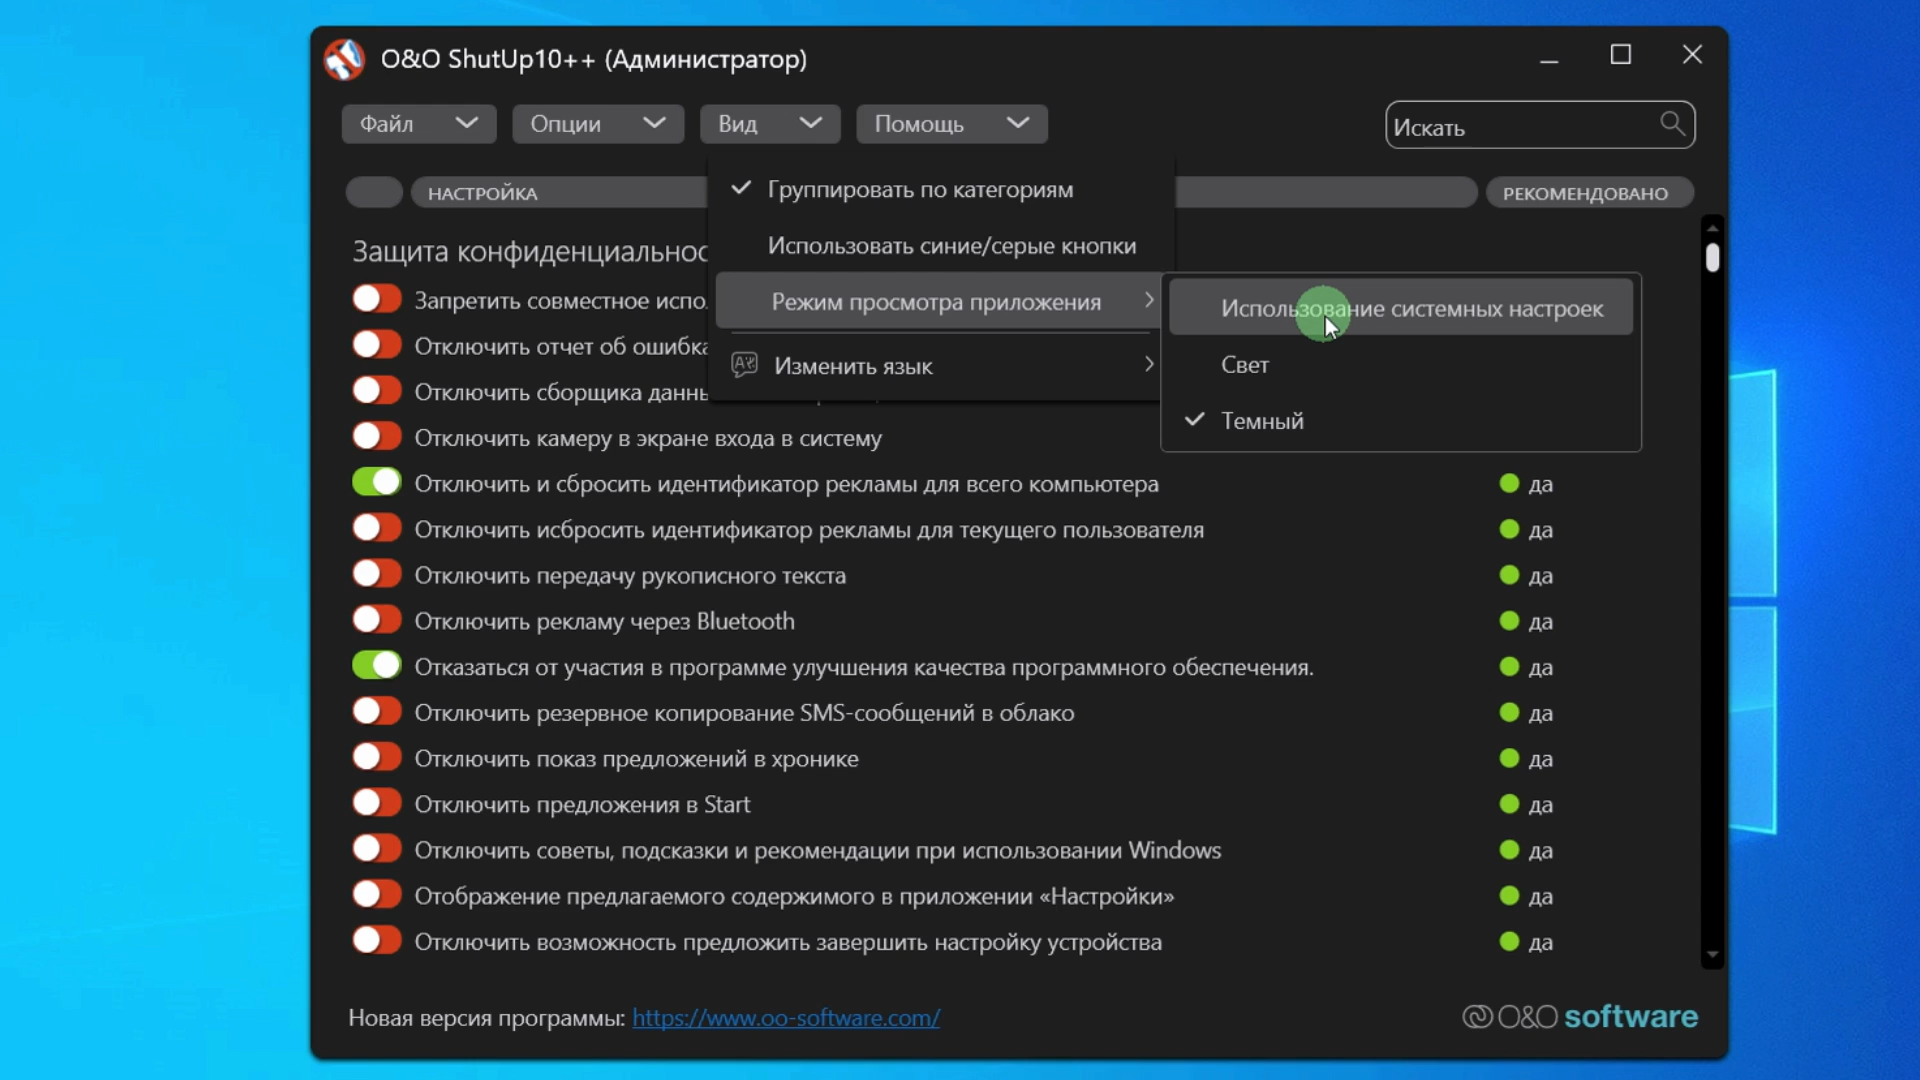 O&O ShutUp10++ (Администратор)
Файл Опции Вид Помощь Искать
НАСТРОЙКА РЕКОМЕНДОВАНО
Группировать по категориям
Использовать синие/серые кнопки
Режим просмотра приложения
Изменить язык
Использование системных настроек
Свет
Темный
Защита
Запретить совместное
Отключить отчет об
Отключить сборщика
Отключить камеру в экране входа в систему
Отключить и сбросить идентификатор рекламы для всего компьютера да
Отключить исбросить идентификатор рекламы для текущего пользователя да
Отключить передачу рукописного текста да
Отключить рекламу через Bluetooth да
Отказаться от участия в программе улучшения качества программного обеспечения. да
Отключить резервное копирование SMS-сообщений в облако да
Отключить показ предложений в хронике да
Отключить предложения в Start да
Отключить советы, подсказки и рекомендации при использовании Windows да
Отображение предлагаемого содержимого в приложении «Настройки» да
Отключить возможность предложить завершить настройку устройства да
Новая версия программы: https://www.oo-software.com/
O&O software